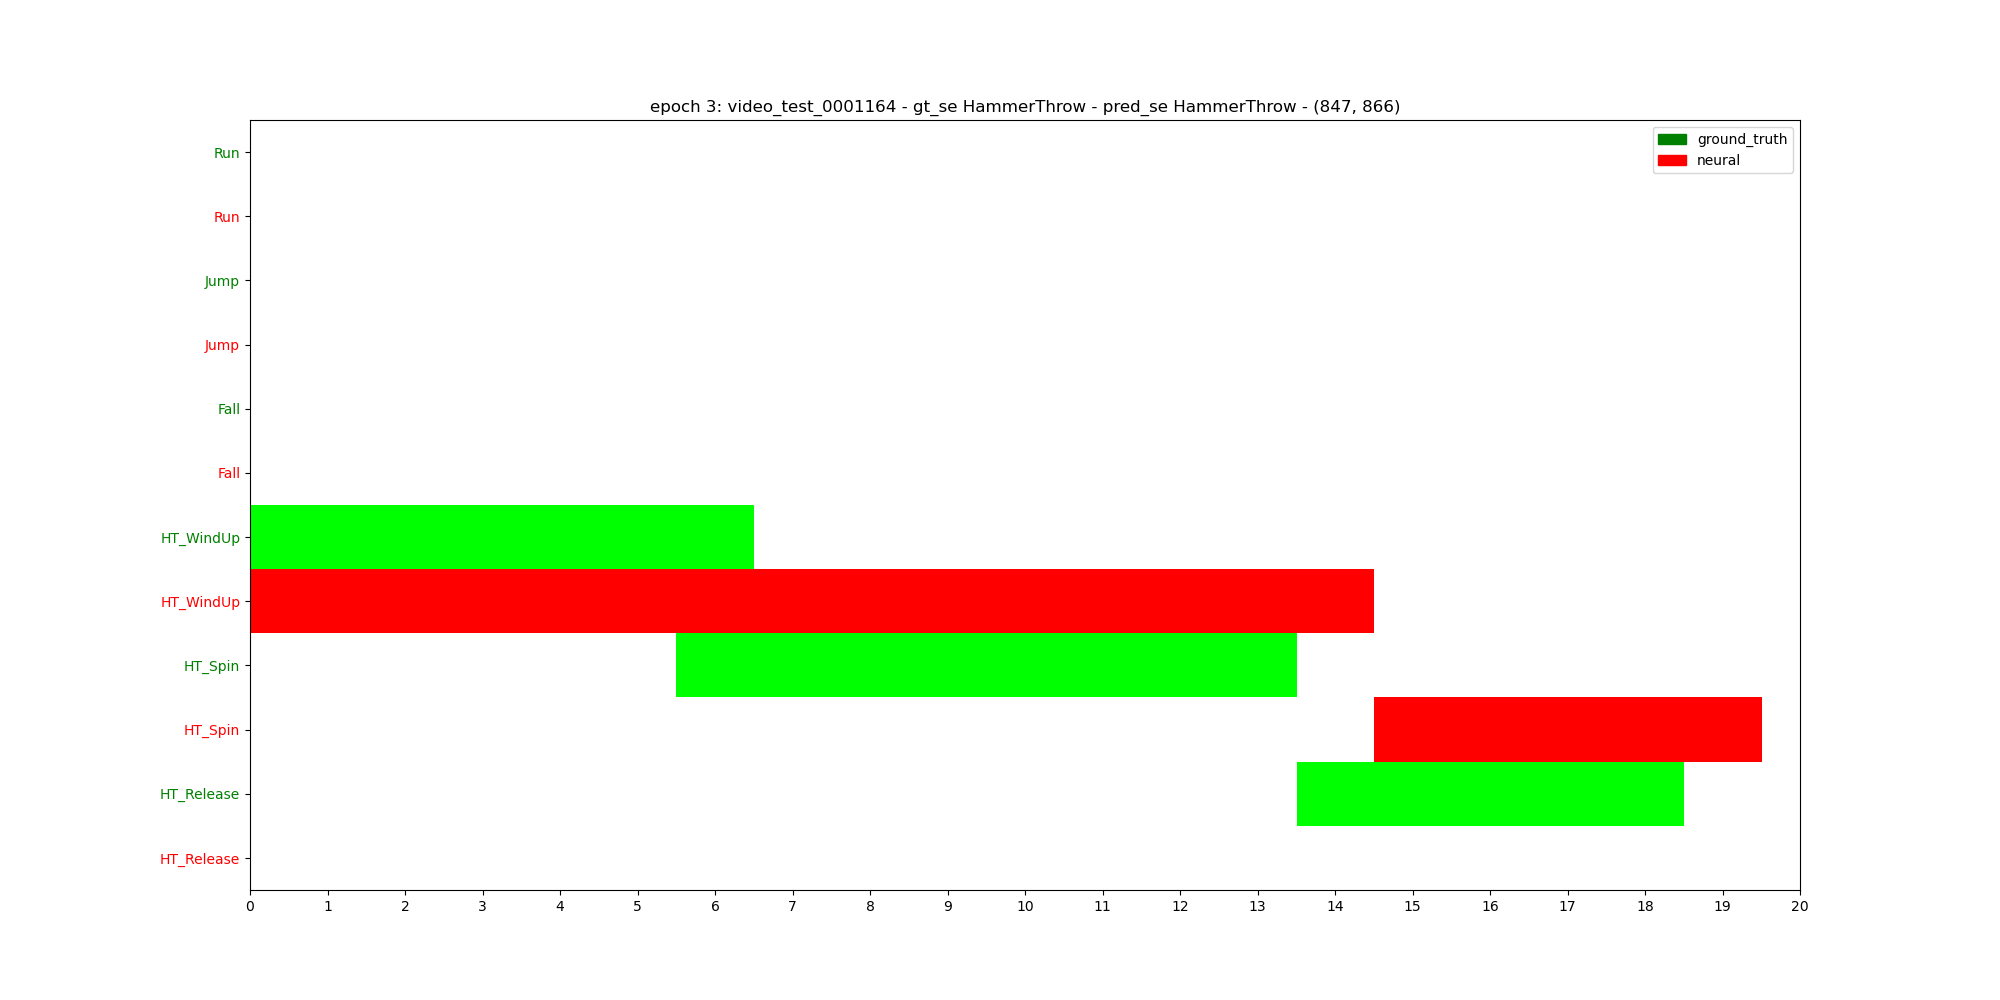 epoch 3: video_test_0001164 - gt_se HammerThrow - pred_se HammerThrow - (847, 866)
ground_truth
neural
Run
Run
Jump
Jump
Fall
Fall
HT_WindUp
HT_WindUp
HT_Spin
HT_Spin
HT_Release
HT_Release
0 1 2 3 4 5 6 7 8 9 10 11 12 13 14 15 16 17 18 19 20